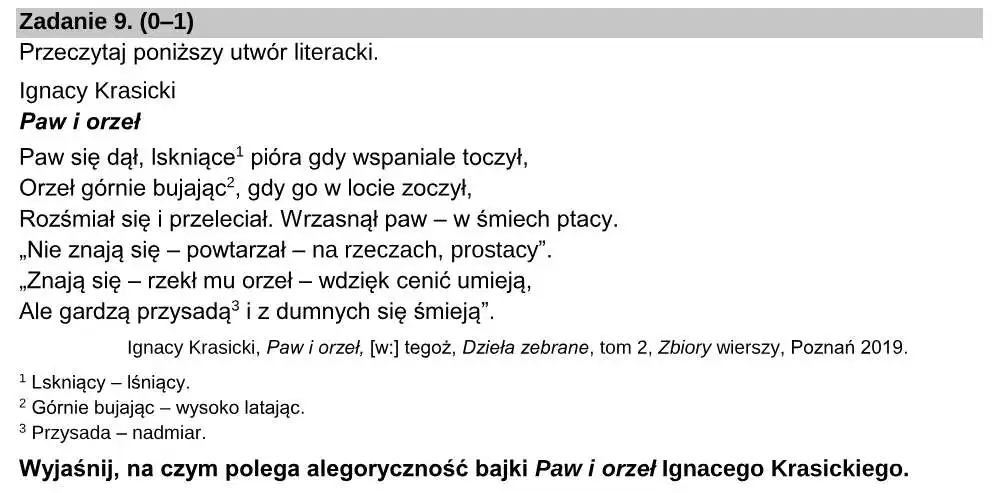 Zadanie 9. (0–1)
Przeczytaj poniższy utwór literacki.
Ignacy Krasicki
Paw i orzeł
Paw się dął, lskniące¹ pióra gdy wspaniale toczył,
Orzeł górnie bujając², gdy go w locie zoczył,
Rozśmiał się i przeleciał. Wrzasnął paw – w śmiech ptacy.
„Nie znają się – powtarzał – na rzeczach, prostacy”.
„Znają się – rzekł mu orzeł – wdzięk cenić umieją,
Ale gardzą przysadą³ i z dumnych się śmieją”.
Ignacy Krasicki, Paw i orzeł, [w:] tegoż, Dzieła zebrane, tom 2, Zbiory wierszy, Poznań 2019.
¹ Lskniący – lśniący.
² Górnie bujając – wysoko latając.
³ Przysada – nadmiar.
Wyjaśnij, na czym polega alegoryczność bajki Paw i orzeł Ignacego Krasickiego.